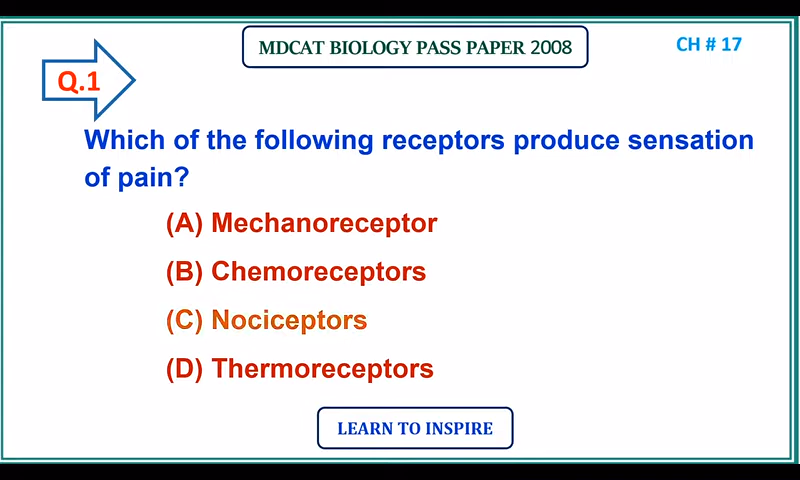 MDCAT BIOLOGY PASS PAPER 2008
CH # 17
Q.1
Which of the following receptors produce sensation
of pain?
(A) Mechanoreceptor
(B) Chemoreceptors
(C) Nociceptors
(D) Thermoreceptors
LEARN TO INSPIRE